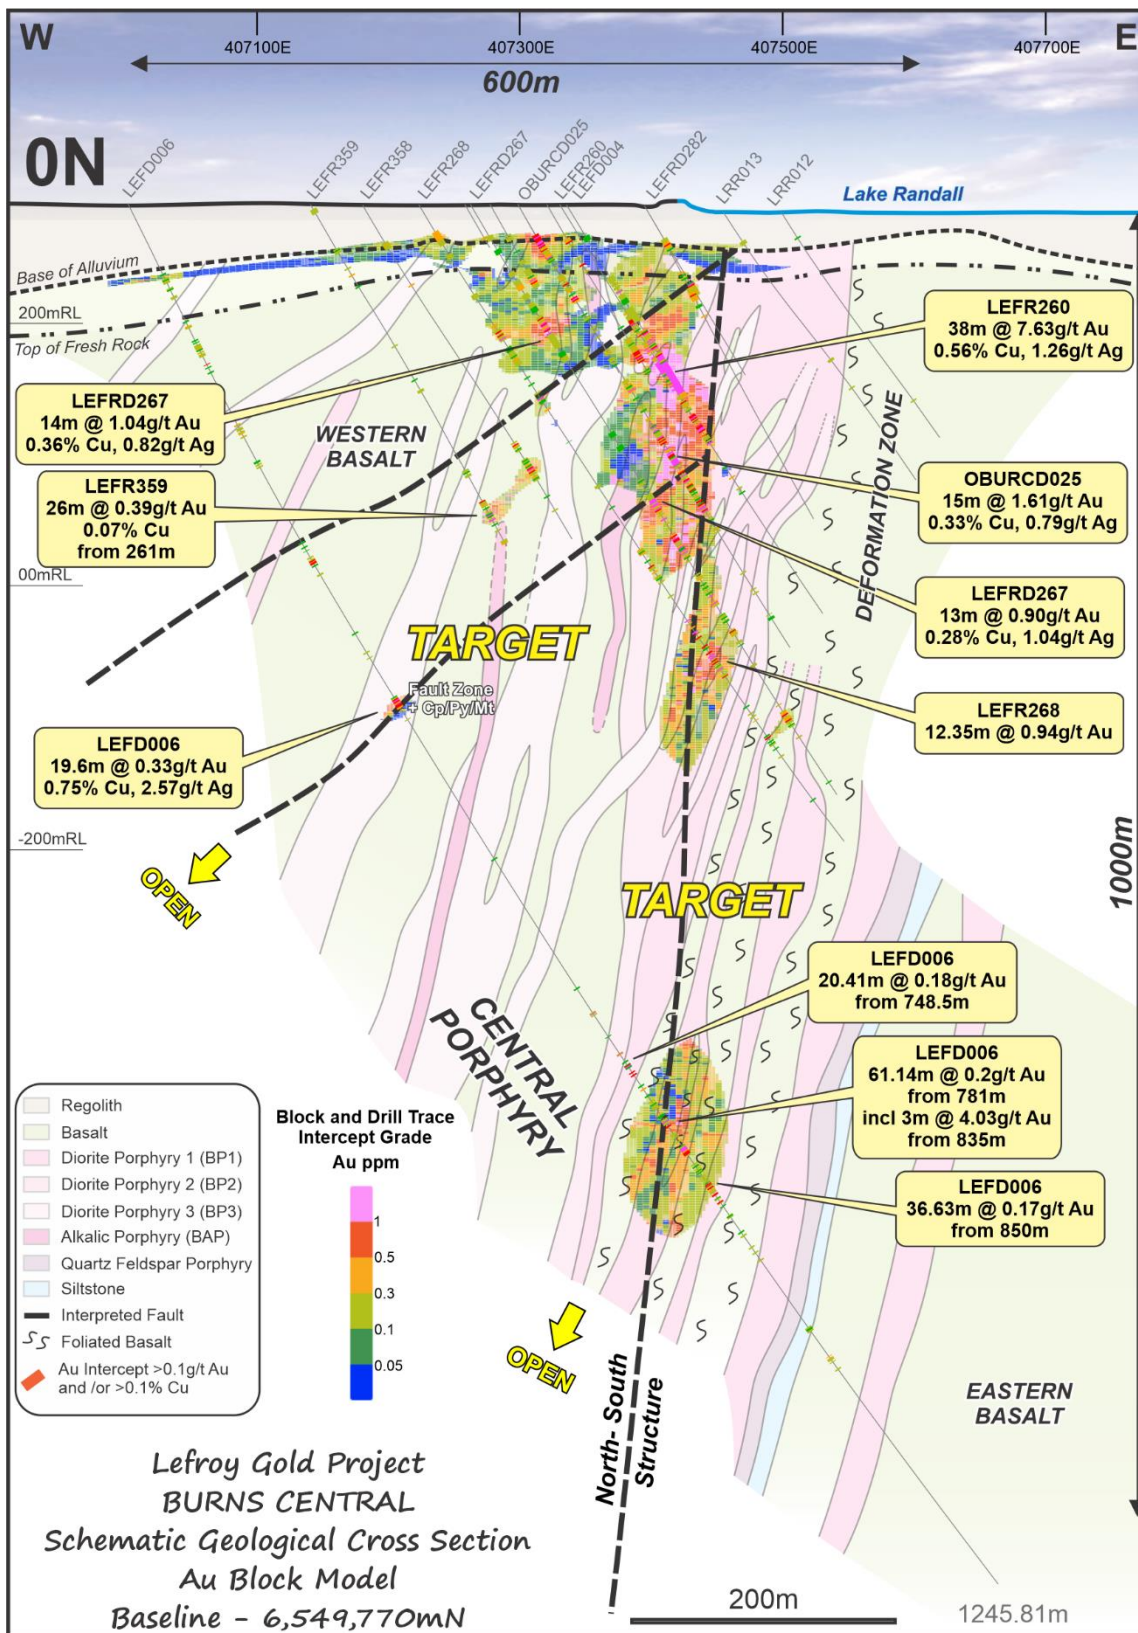 W
E
407100E
407300E
407500E
407700E
600m
0N
LEFD006
LEFR359
LEFR358
LEFR268
LEFRD267
OBURCD025
LEFR260
LEFD004
LEFRD282
LRR013
LRR012
Lake Randall
Base of Alluvium
200mRL
Top of Fresh Rock
LEFR260
38m @ 7.63g/t Au
0.56% Cu, 1.26g/t Ag
LEFRD267
14m @ 1.04g/t Au
0.36% Cu, 0.82g/t Ag
WESTERN
BASALT
LEFR359
26m @ 0.39g/t Au
0.07% Cu
from 261m
OBURCD025
15m @ 1.61g/t Au
0.33% Cu, 0.79g/t Ag
DEFORMATION ZONE
00mRL
LEFRD267
13m @ 0.90g/t Au
0.28% Cu, 1.04g/t Ag
TARGET
Fault Zone
+ Cp/Py/Mt
LEFR268
12.35m @ 0.94g/t Au
LEFD006
19.6m @ 0.33g/t Au
0.75% Cu, 2.57g/t Ag
-200mRL
OPEN
TARGET
1000m
LEFD006
20.41m @ 0.18g/t Au
from 748.5m
CENTRAL
PORPHYRY
LEFD006
61.14m @ 0.2g/t Au
from 781m
incl 3m @ 4.03g/t Au
from 835m
LEFD006
36.63m @ 0.17g/t Au
from 850m
Regolith
Basalt
Diorite Porphyry 1 (BP1)
Diorite Porphyry 2 (BP2)
Diorite Porphyry 3 (BP3)
Alkalic Porphyry (BAP)
Quartz Feldspar Porphyry
Siltstone
Interpreted Fault
Foliated Basalt
Au Intercept >0.1g/t Au
and /or >0.1% Cu
Block and Drill Trace
Intercept Grade
Au ppm
1
0.5
0.3
0.1
0.05
OPEN
North- South
Structure
EASTERN
BASALT
Lefroy Gold Project
BURNS CENTRAL
Schematic Geological Cross Section
Au Block Model
Baseline - 6,549,770mN
200m
1245.81m